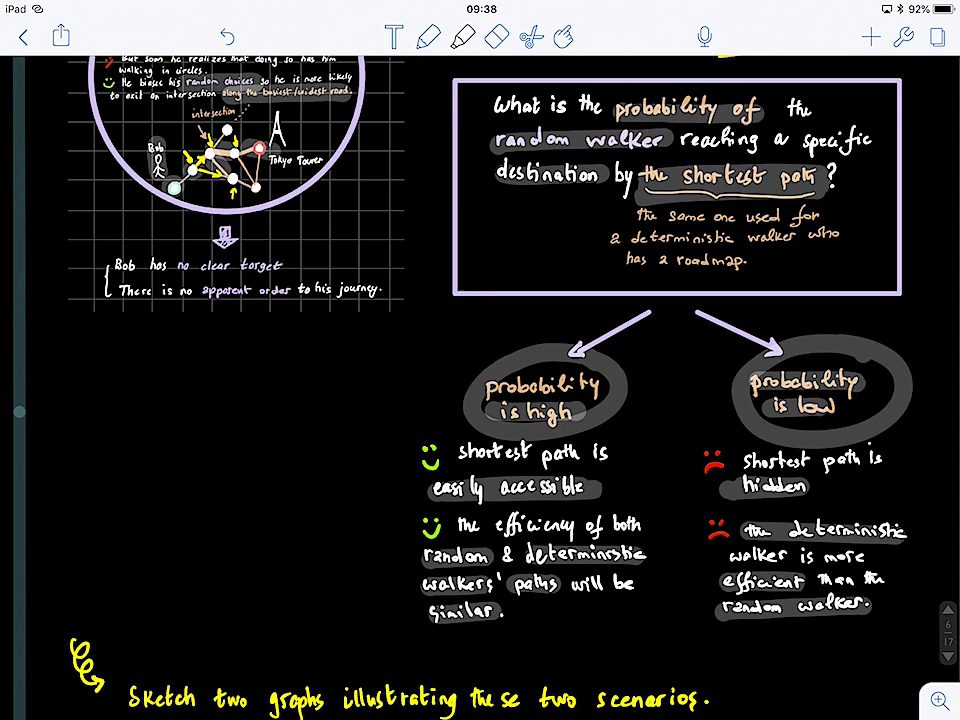 iPad
09:38
92%
But soon he realizes that doing so has him
walking in circles.
He biases his random choices so he is more likely
to exit an intersection along the busiest/widest road.
intersection
Bob
Tokyo Tower
Bob has no clear target
There is no apparent order to his journey.
What is the probability of the
random walker reaching a specific
destination by the shortest path?
the same one used for
a deterministic walker who
has a roadmap.
probability
is high
shortest path is
easily accessible
the efficiency of both
random & deterministic
walkers' paths will be
similar.
probability
is low
shortest path is
hidden
the deterministic
walker is more
efficient than the
random walker.
6
17
Sketch two graphs illustrating these two scenarios.